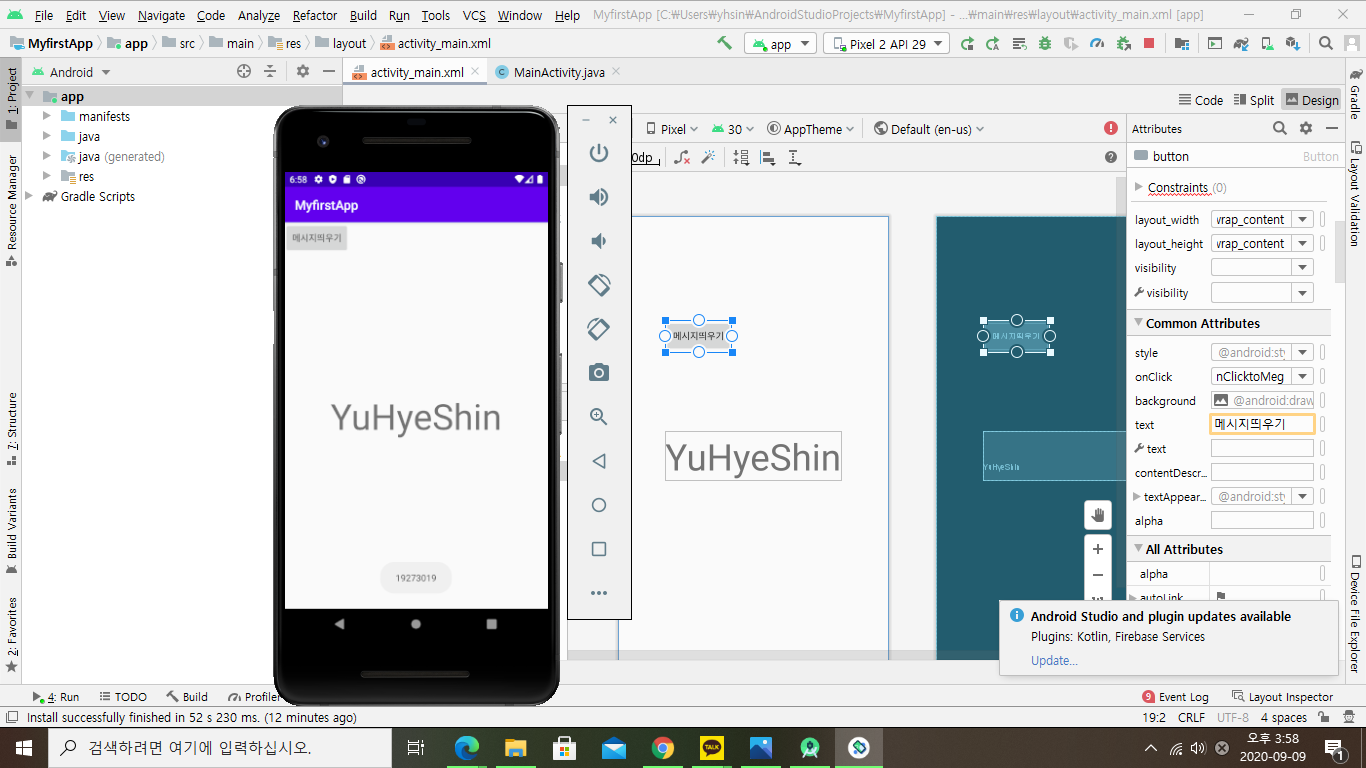 File Edit View Navigate Code Analyze Refactor Build Run Tools VCS Window Help MyfirstApp [C:₩Users₩yhsin₩AndroidStudioProjects₩MyfirstApp] - ...₩main₩res₩layout₩activity_main.xml [app]
MyfirstApp app src main res layout activity_main.xml app Pixel 2 API 29
Android activity_main.xml MainActivity.java
1: Project
Resource Manager
7: Structure
Build Variants
2: Favorites
app
manifests
java
java (generated)
res
Gradle Scripts
6:58
MyfirstApp
메시지띄우기
YuHyeShin
19273019
Code Split Design
Pixel 30 AppTheme Default (en-us)
0dp
메시지띄우기
YuHyeShin
메시지띄우기
YuHyeShin
Attributes
button Button
Constraints (0)
layout_width wrap_content
layout_height wrap_content
visibility
visibility
Common Attributes
style @android:sty
onClick nClicktoMeg
background @android:draw
text 메시지띄우기
text
contentDescr...
textAppear... @android:sty
alpha
All Attributes
alpha
autoLink
Gradle
Layout Validation
Device File Explorer
Android Studio and plugin updates available
Plugins: Kotlin, Firebase Services
Update...
4: Run TODO Build Profiler 9 Event Log Layout Inspector
Install successfully finished in 52 s 230 ms. (12 minutes ago) 19:2 CRLF UTF-8 4 spaces
검색하려면 여기에 입력하십시오.
TALK
오후 3:58
2020-09-09
1